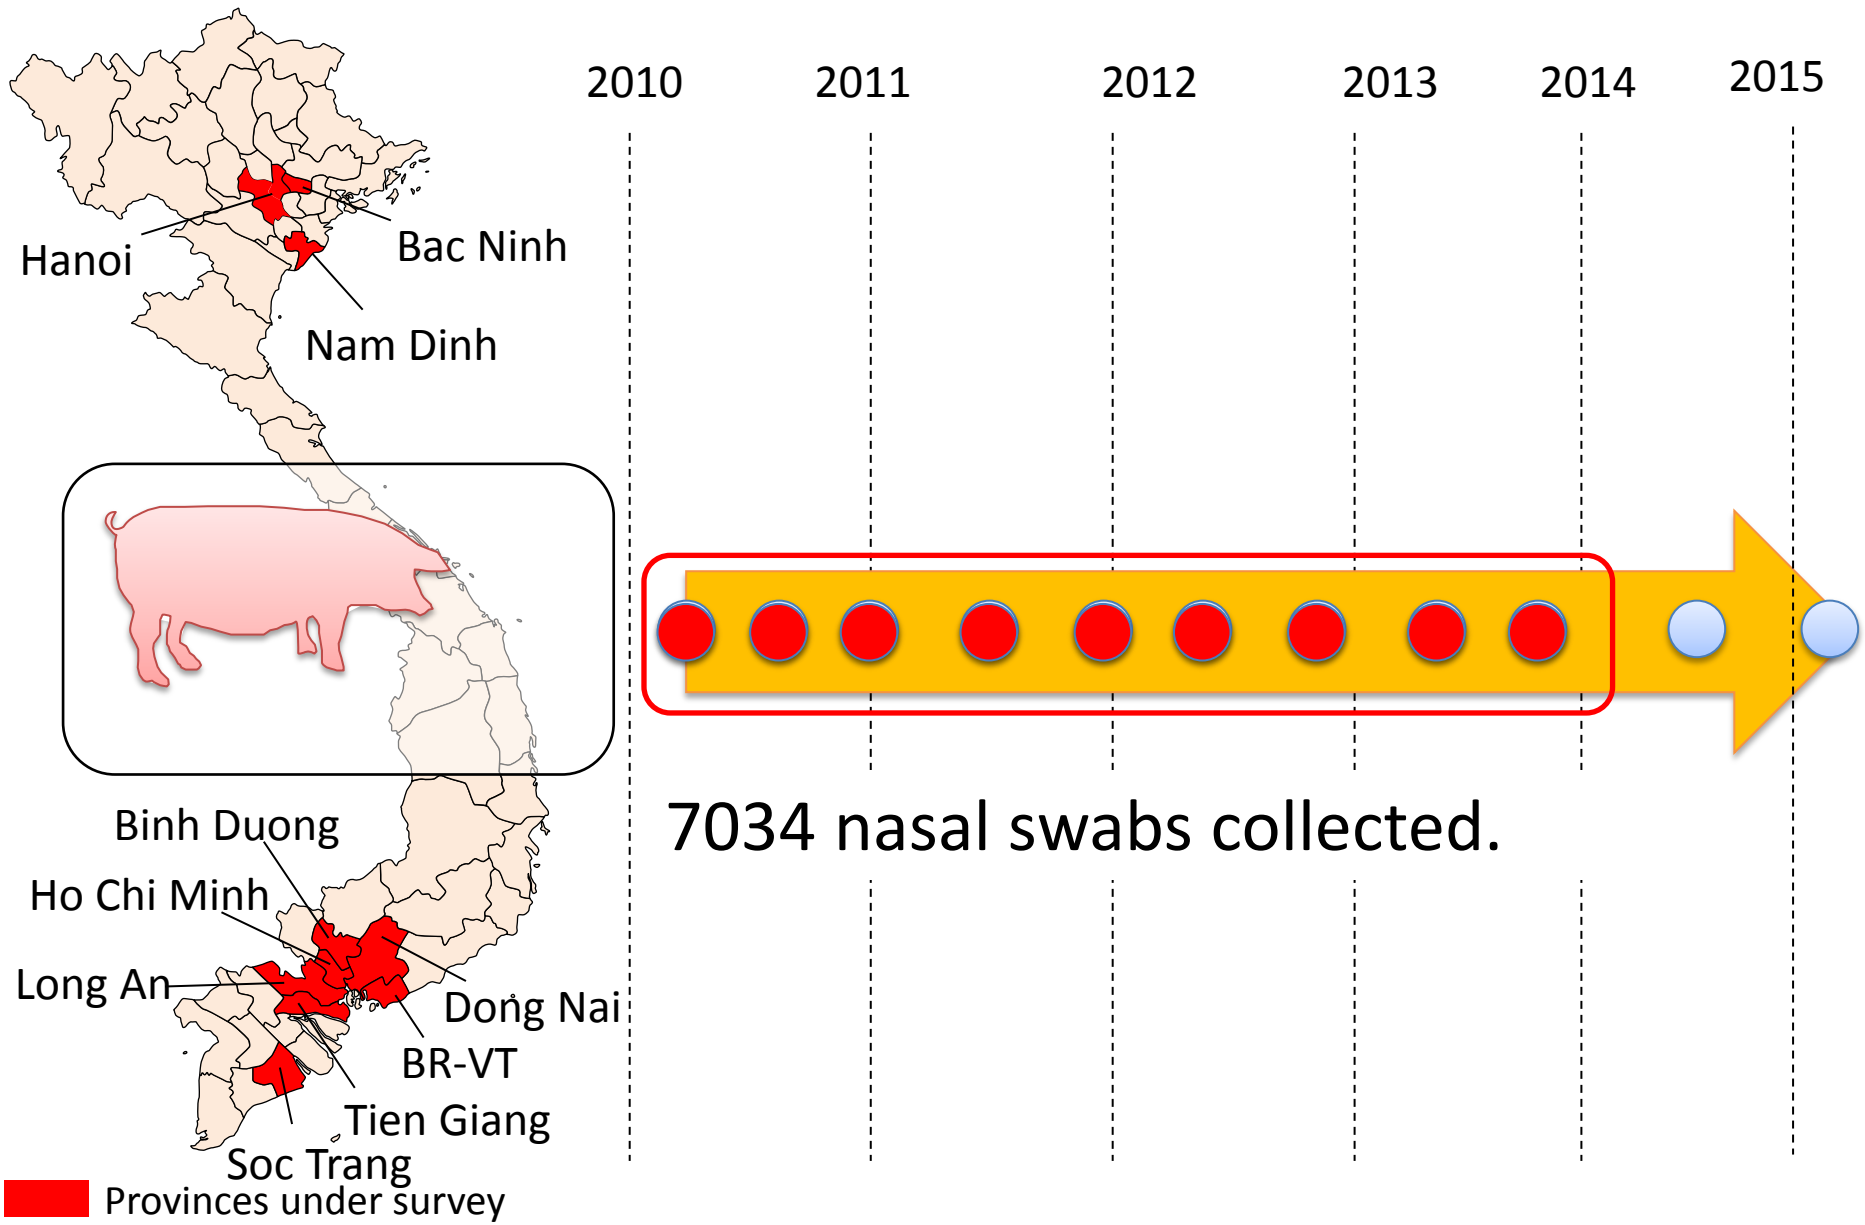 2010
2011
2012
2013
2014
2015
Hanoi
Bac Ninh
Nam Dinh
7034 nasal swabs collected.
Binh Duong
Ho Chi Minh
Long An
Dong Nai
BR-VT
Tien Giang
Soc Trang
Provinces under survey